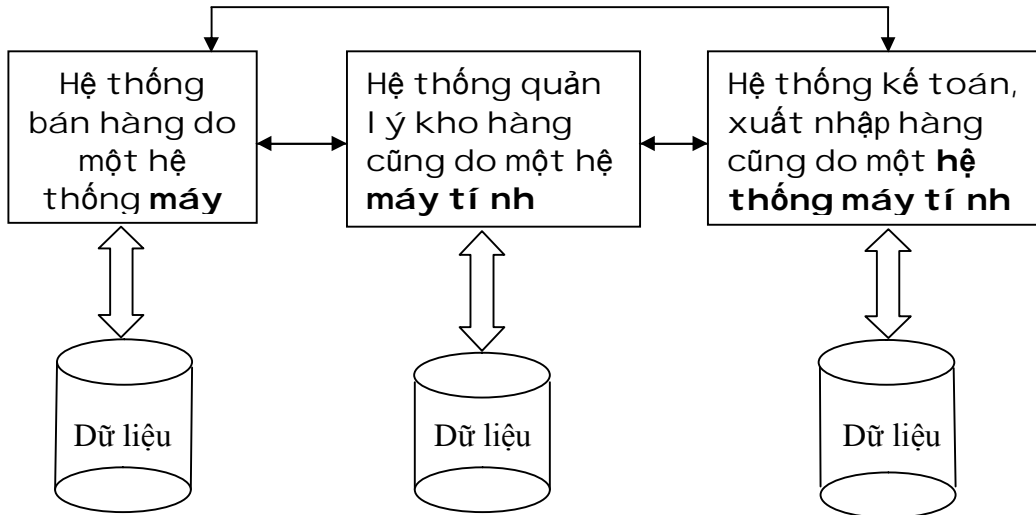 Hệ thống
bán hàng do
một hệ
thống máy
Hệ thống quản
lý kho hàng
cũng do một hệ
máy tính
Hệ thống kế toán,
xuất nhập hàng
cũng do một hệ
thống máy tính
Dữ liệu
Dữ liệu
Dữ liệu